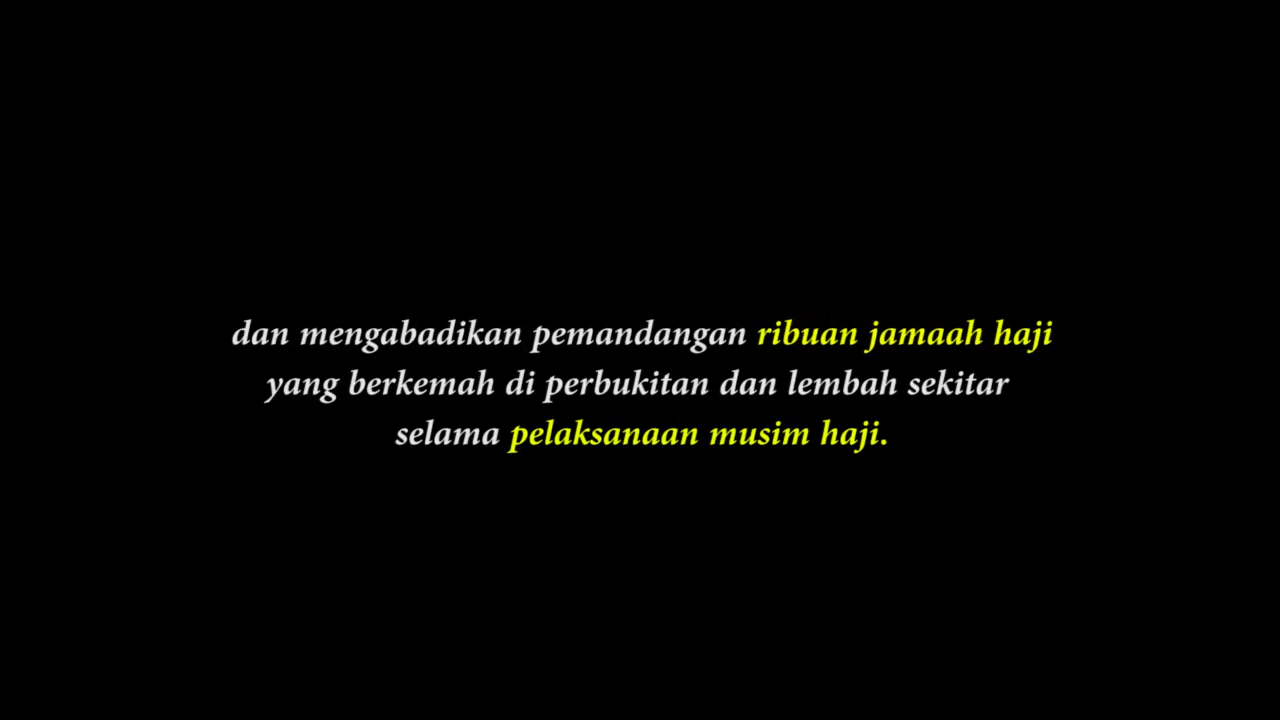 dan mengabadikan pemandangan ribuan jamaah haji
yang berkemah di perbukitan dan lembah sekitar
selama pelaksanaan musim haji.